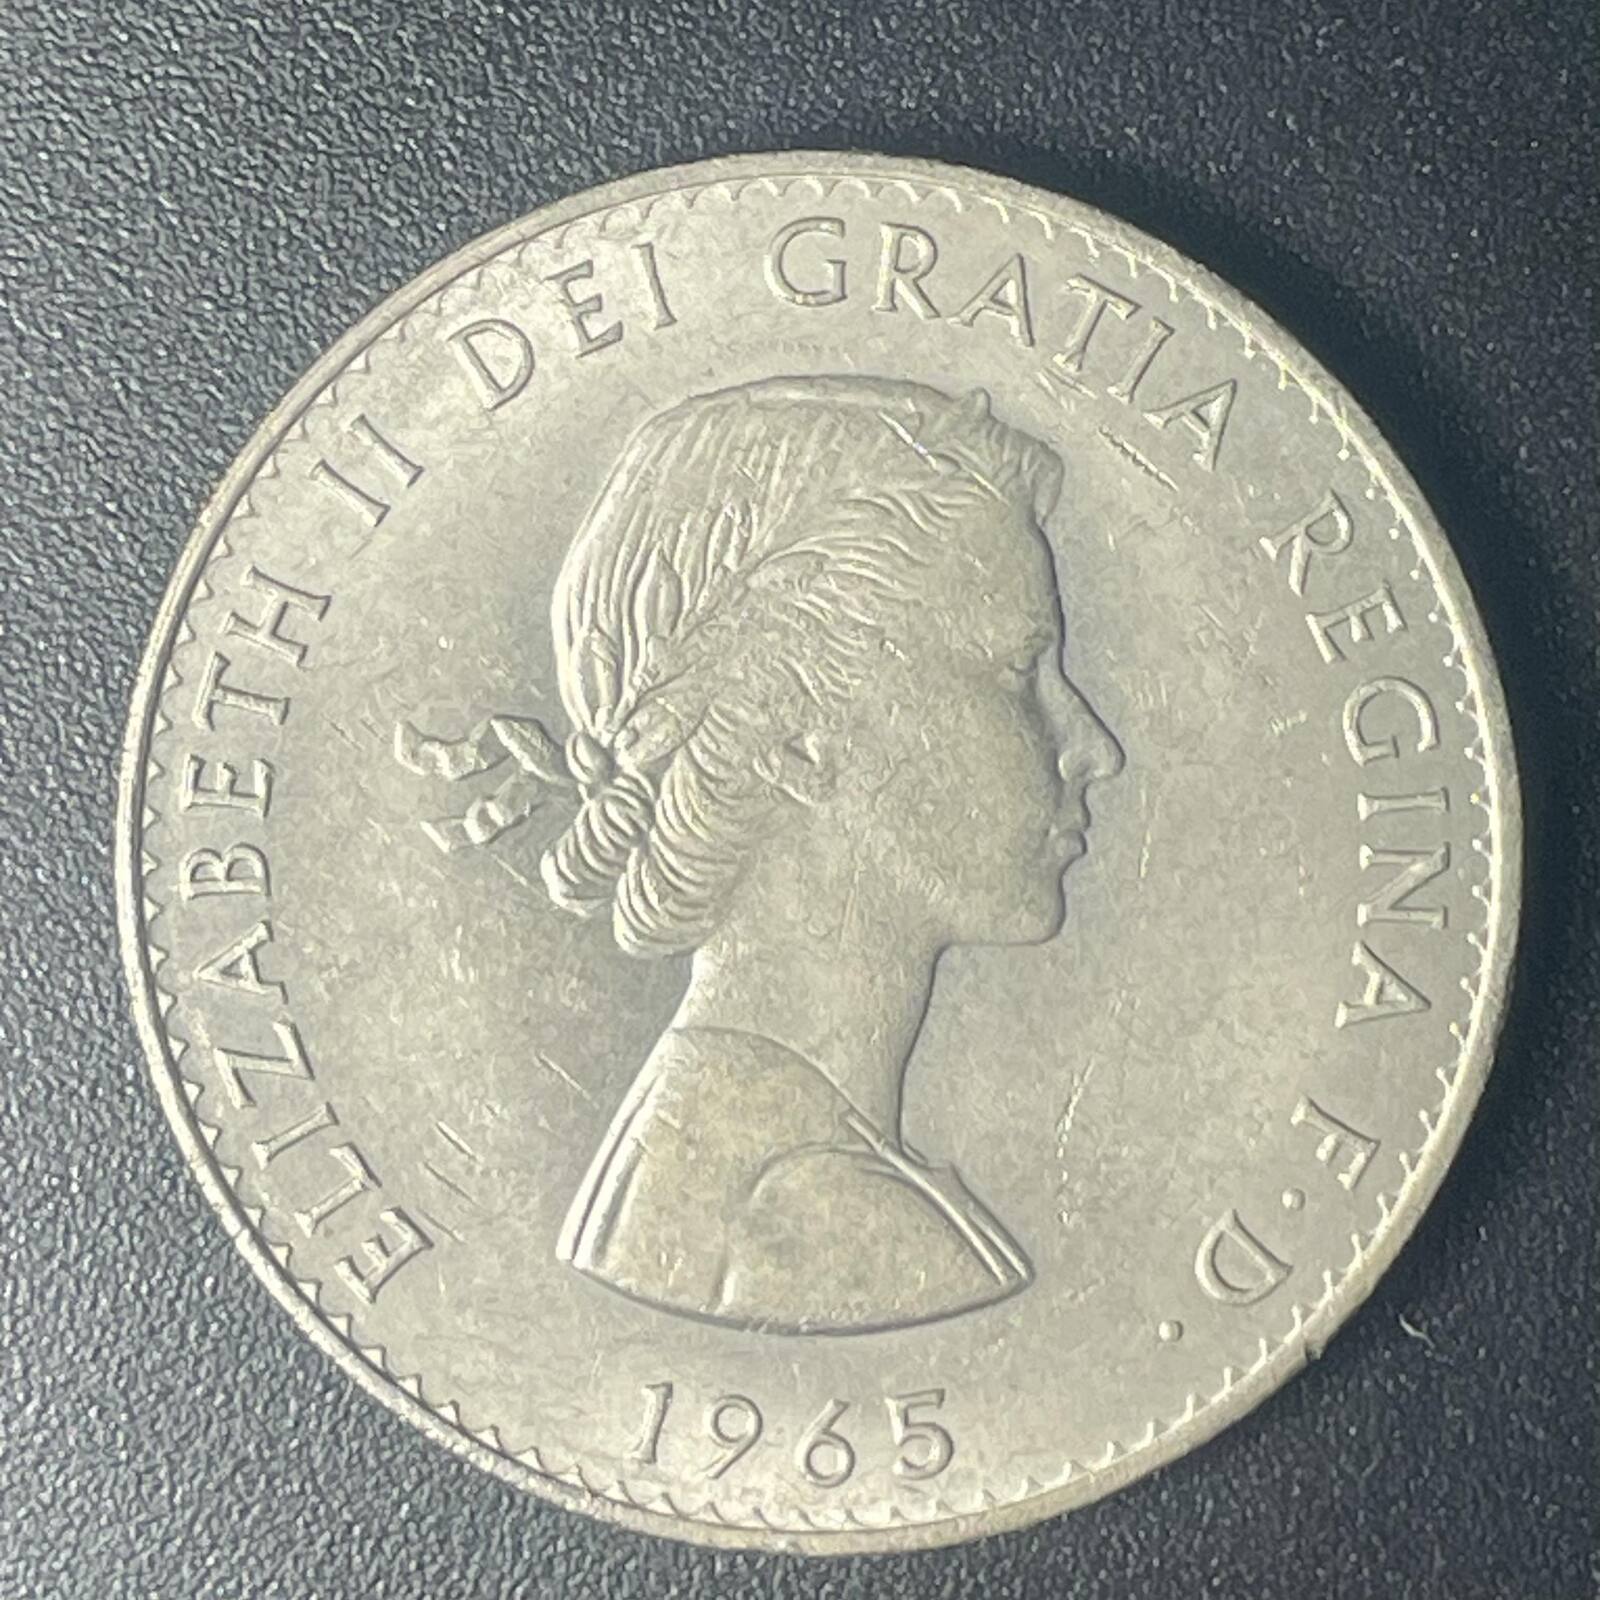 ELIZABETH II DEI GRATIA REGINA F.D.
1965